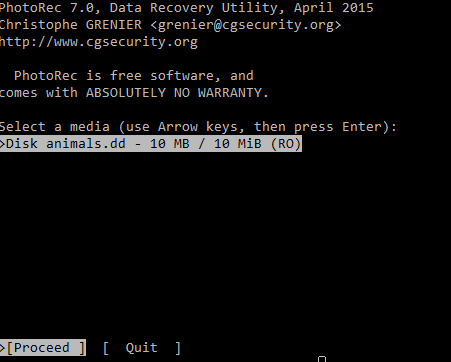 PhotoRec 7.0, Data Recovery Utility, April 2015
Christophe GRENIER <grenier@cgsecurity.org>
http://www.cgsecurity.org
PhotoRec is free software, and
comes with ABSOLUTELY NO WARRANTY.
Select a media (use Arrow keys, then press Enter):
>Disk animals.dd - 10 MB / 10 MiB (RO)
>[Proceed ]  [  Quit  ]